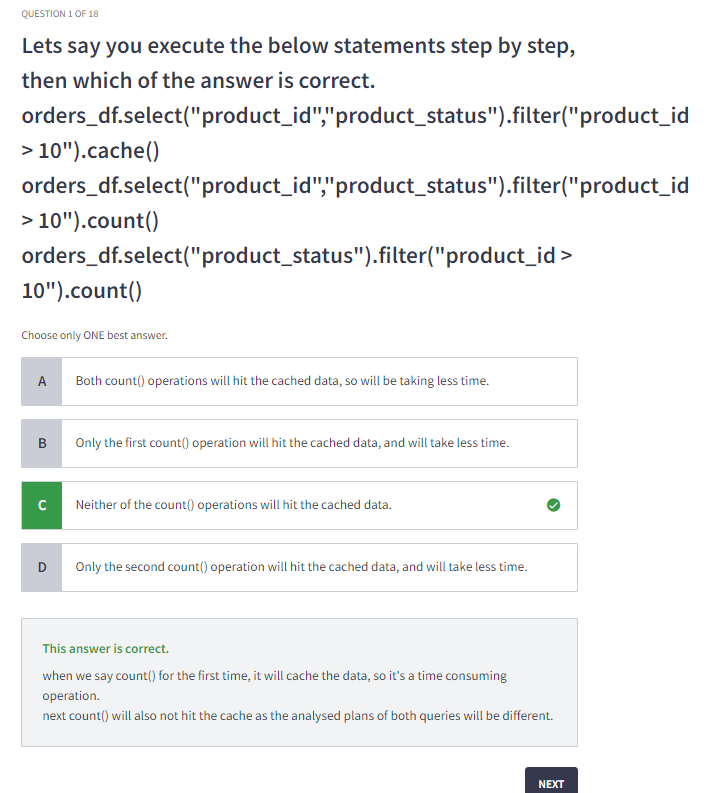 QUESTION 1 OF 18
Lets say you execute the below statements step by step,
then which of the answer is correct.
orders_df.select("product_id","product_status").filter("product_id
> 10").cache()
orders_df.select("product_id","product_status").filter("product_id
> 10").count()
orders_df.select("product_status").filter("product_id >
10").count()
Choose only ONE best answer.
A Both count() operations will hit the cached data, so will be taking less time.
B Only the first count() operation will hit the cached data, and will take less time.
C Neither of the count() operations will hit the cached data.
D Only the second count() operation will hit the cached data, and will take less time.
This answer is correct.
when we say count() for the first time, it will cache the data, so it's a time consuming
operation.
next count() will also not hit the cache as the analysed plans of both queries will be different.
NEXT